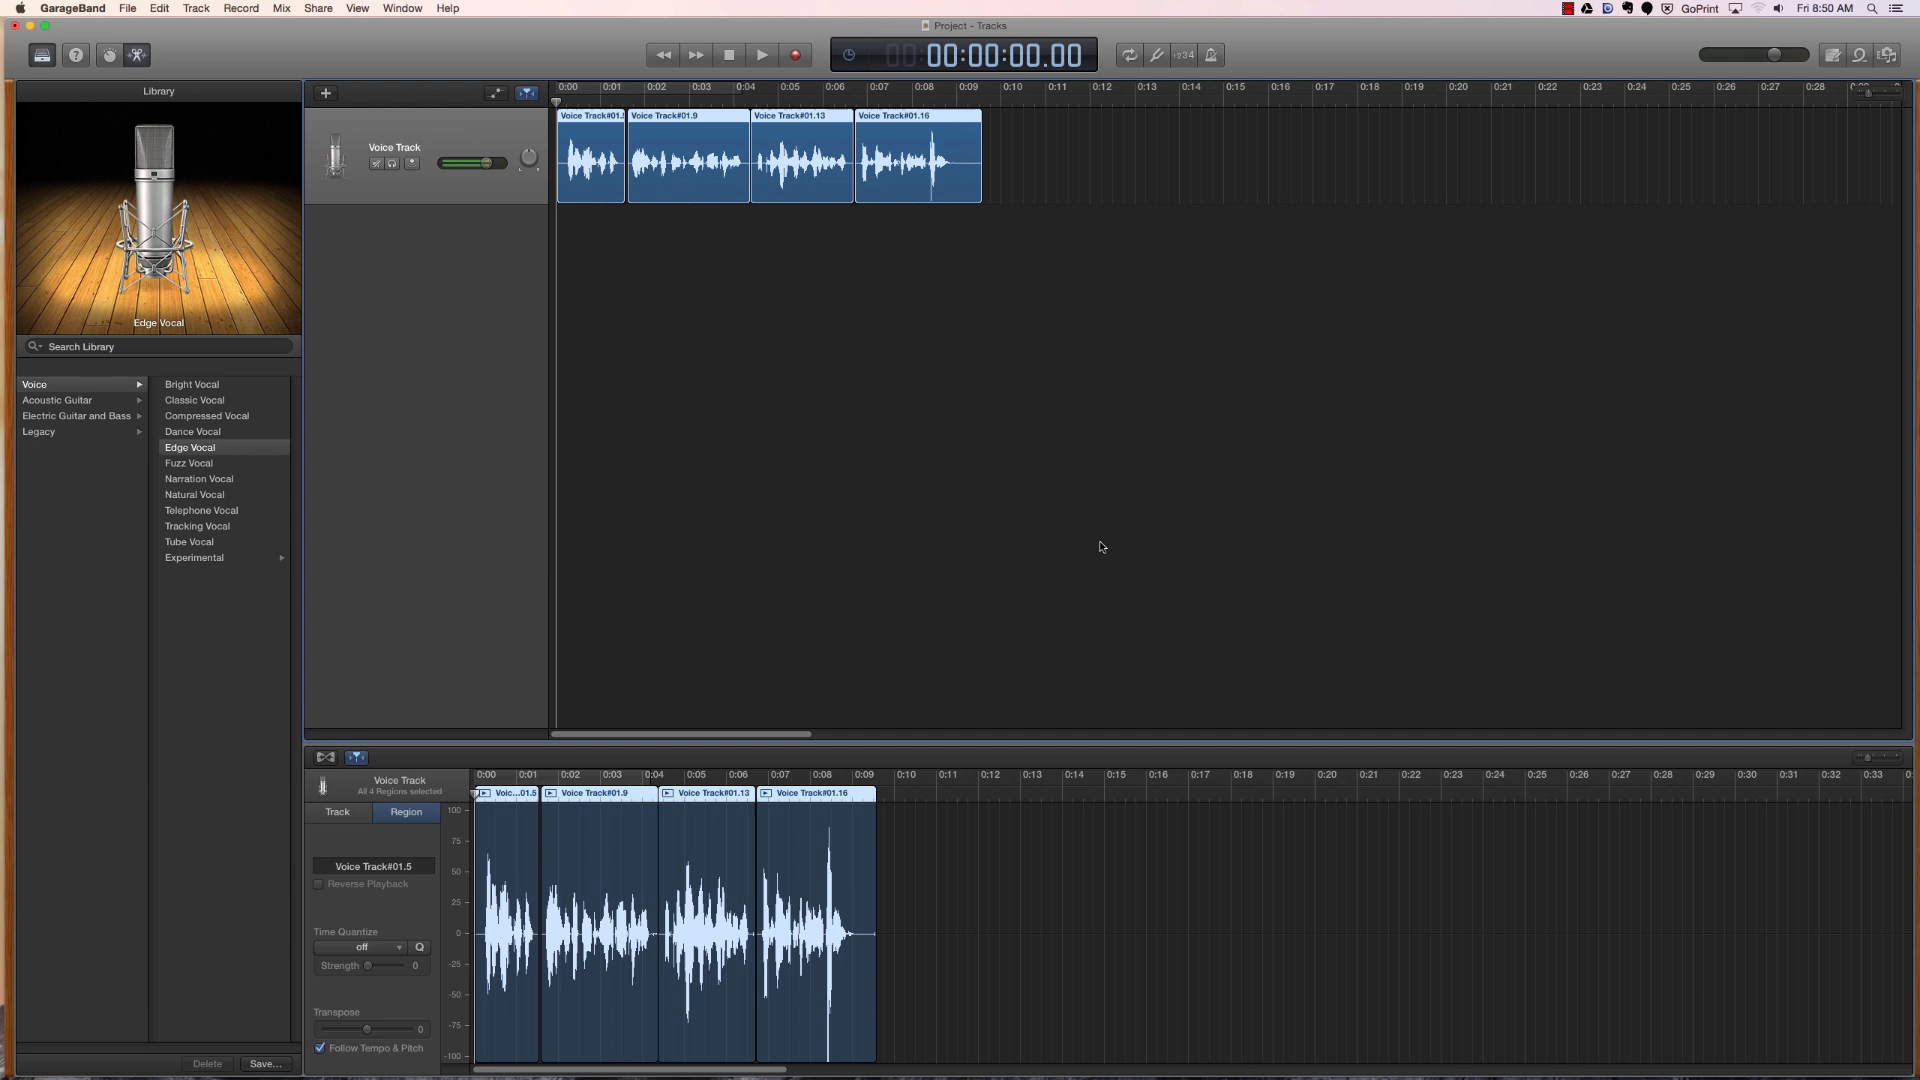 GarageBand File Edit Track Record Mix Share View Window Help
GoPrint Fri 8:50 AM
Project - Tracks
00:00:00.00
1234
Library
Edge Vocal
Search Library
Voice
Acoustic Guitar
Electric Guitar and Bass
Legacy
Bright Vocal
Classic Vocal
Compressed Vocal
Dance Vocal
Edge Vocal
Fuzz Vocal
Narration Vocal
Natural Vocal
Telephone Vocal
Tracking Vocal
Tube Vocal
Experimental
Delete Save...
0:00 0:01 0:02 0:03 0:04 0:05 0:06 0:07 0:08 0:09 0:10 0:11 0:12 0:13 0:14 0:15 0:16 0:17 0:18 0:19 0:20 0:21 0:22 0:23 0:24 0:25 0:26 0:27 0:28
Voice Track#01.5 Voice Track#01.9 Voice Track#01.13 Voice Track#01.16
Voice Track
Voice Track
All 4 Regions selected
Track Region
Voice Track#01.5
Reverse Playback
Time Quantize
off Q
Strength 0
Transpose
0
Follow Tempo & Pitch
0:00 0:01 0:02 0:03 0:04 0:05 0:06 0:07 0:08 0:09 0:10 0:11 0:12 0:13 0:14 0:15 0:16 0:17 0:18 0:19 0:20 0:21 0:22 0:23 0:24 0:25 0:26 0:27 0:28 0:29 0:30 0:31 0:32 0:33
Voic...01.5 Voice Track#01.9 Voice Track#01.13 Voice Track#01.16
100
75
50
25
0
-25
-50
-75
-100